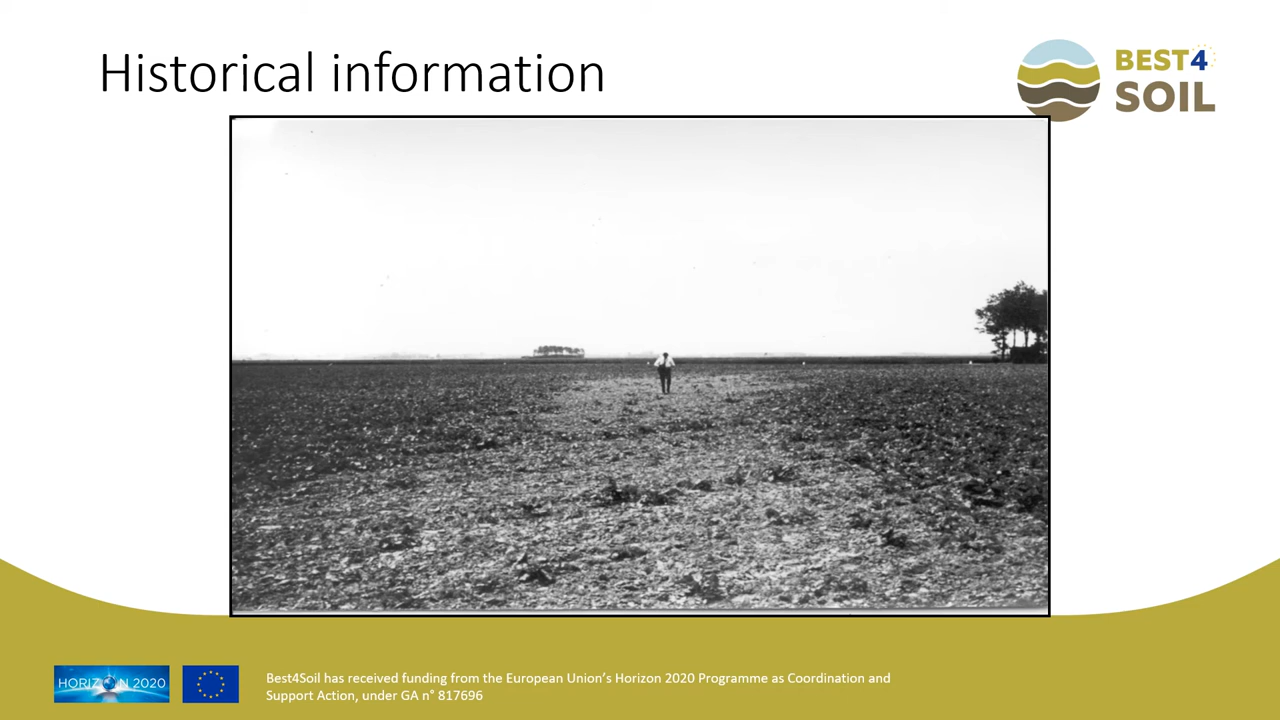 Historical information
BEST4
SOIL
HORIZON 2020
Best4Soil has received funding from the European Union's Horizon 2020 Programme as Coordination and
Support Action, under GA n° 817696